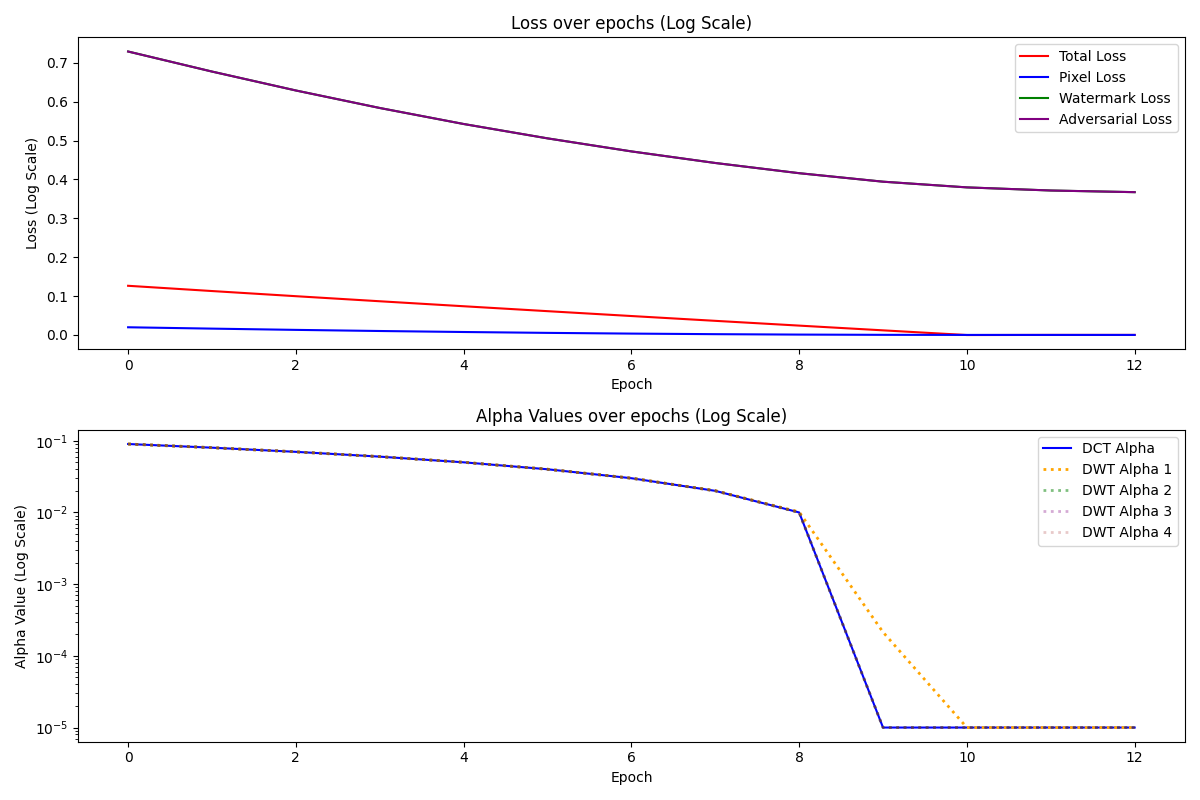 Loss over epochs (Log Scale)
Loss (Log Scale)
0.7
0.6
0.5
0.4
0.3
0.2
0.1
0.0
Total Loss
Pixel Loss
Watermark Loss
Adversarial Loss
0 2 4 6 8 10 12
Epoch
Alpha Values over epochs (Log Scale)
Alpha Value (Log Scale)
10⁻¹
10⁻²
10⁻³
10⁻⁴
10⁻⁵
DCT Alpha
DWT Alpha 1
DWT Alpha 2
DWT Alpha 3
DWT Alpha 4
0 2 4 6 8 10 12
Epoch